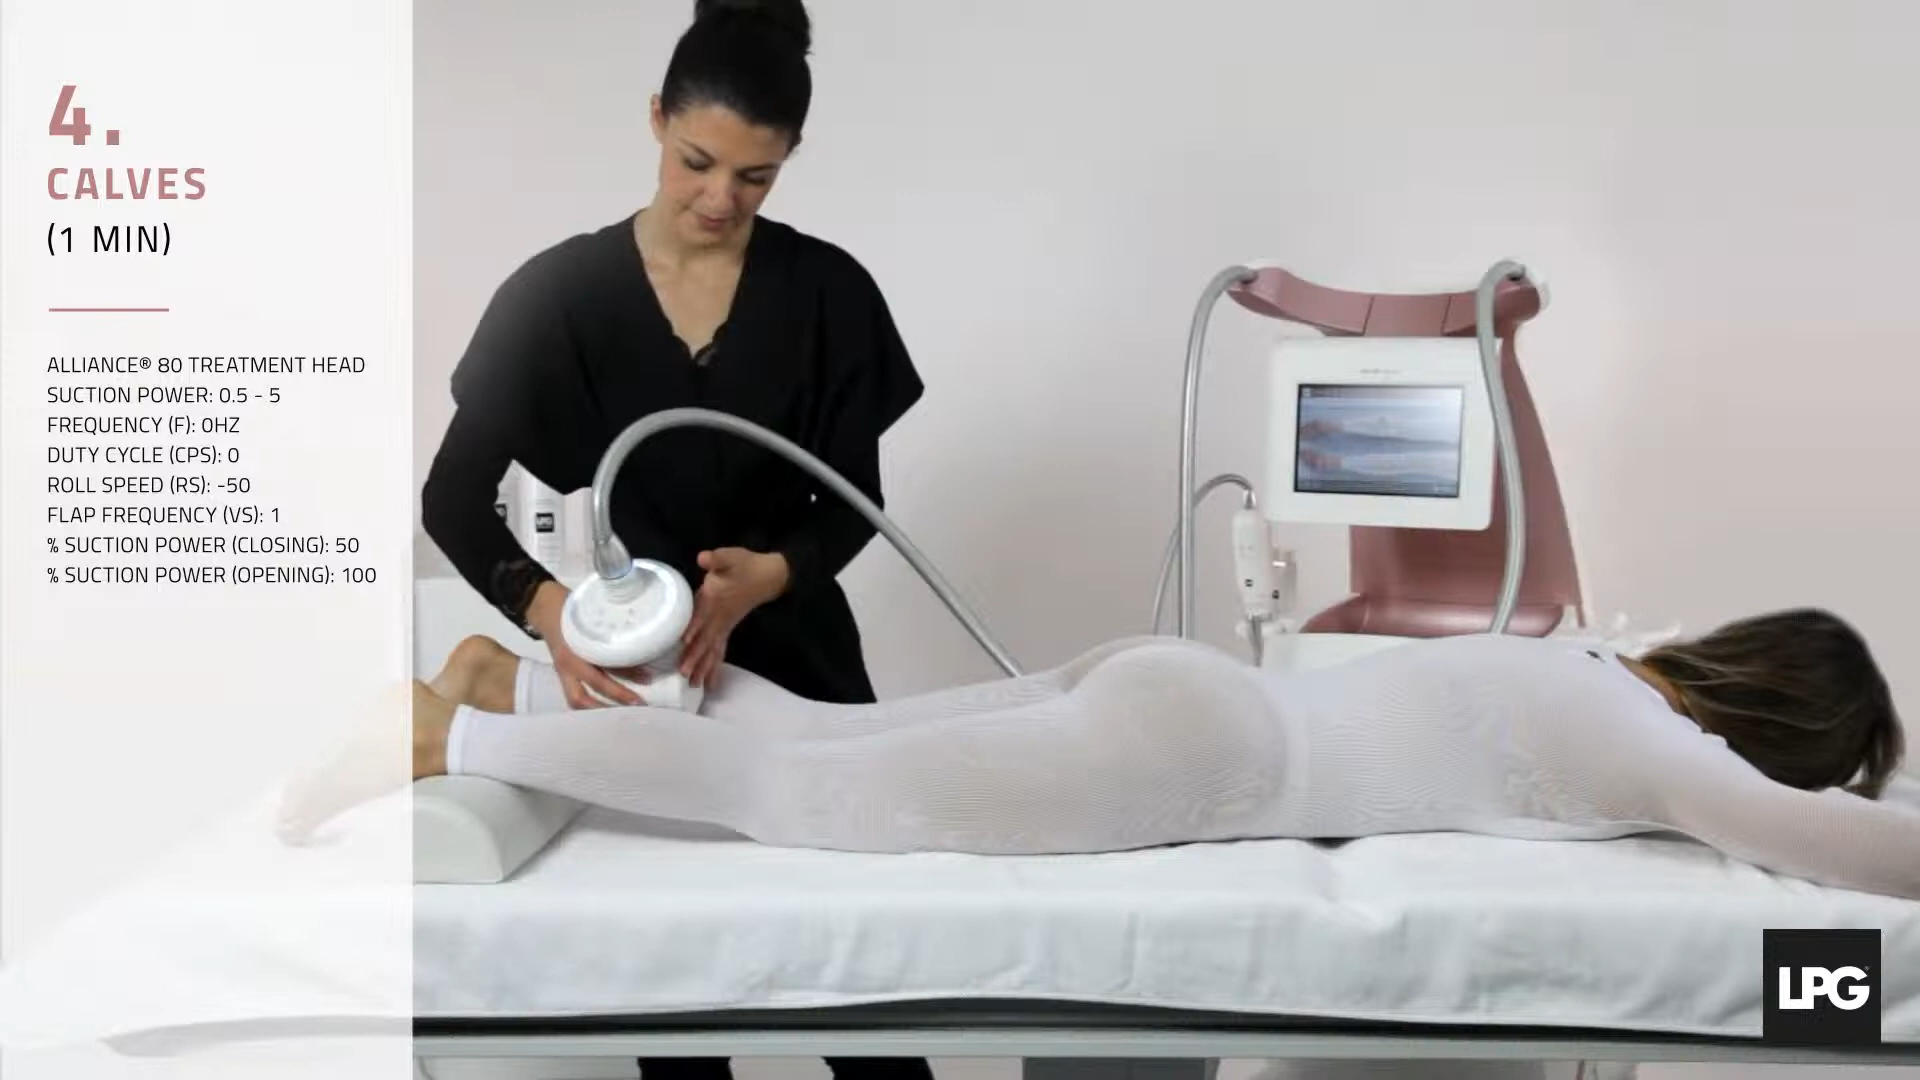 4.
CALVES
(1 MIN)
ALLIANCE® 80 TREATMENT HEAD
SUCTION POWER: 0.5 - 5
FREQUENCY (F): 0HZ
DUTY CYCLE (CPS): 0
ROLL SPEED (RS): -50
FLAP FREQUENCY (VS): 1
% SUCTION POWER (CLOSING): 50
% SUCTION POWER (OPENING): 100
LPG
LPG